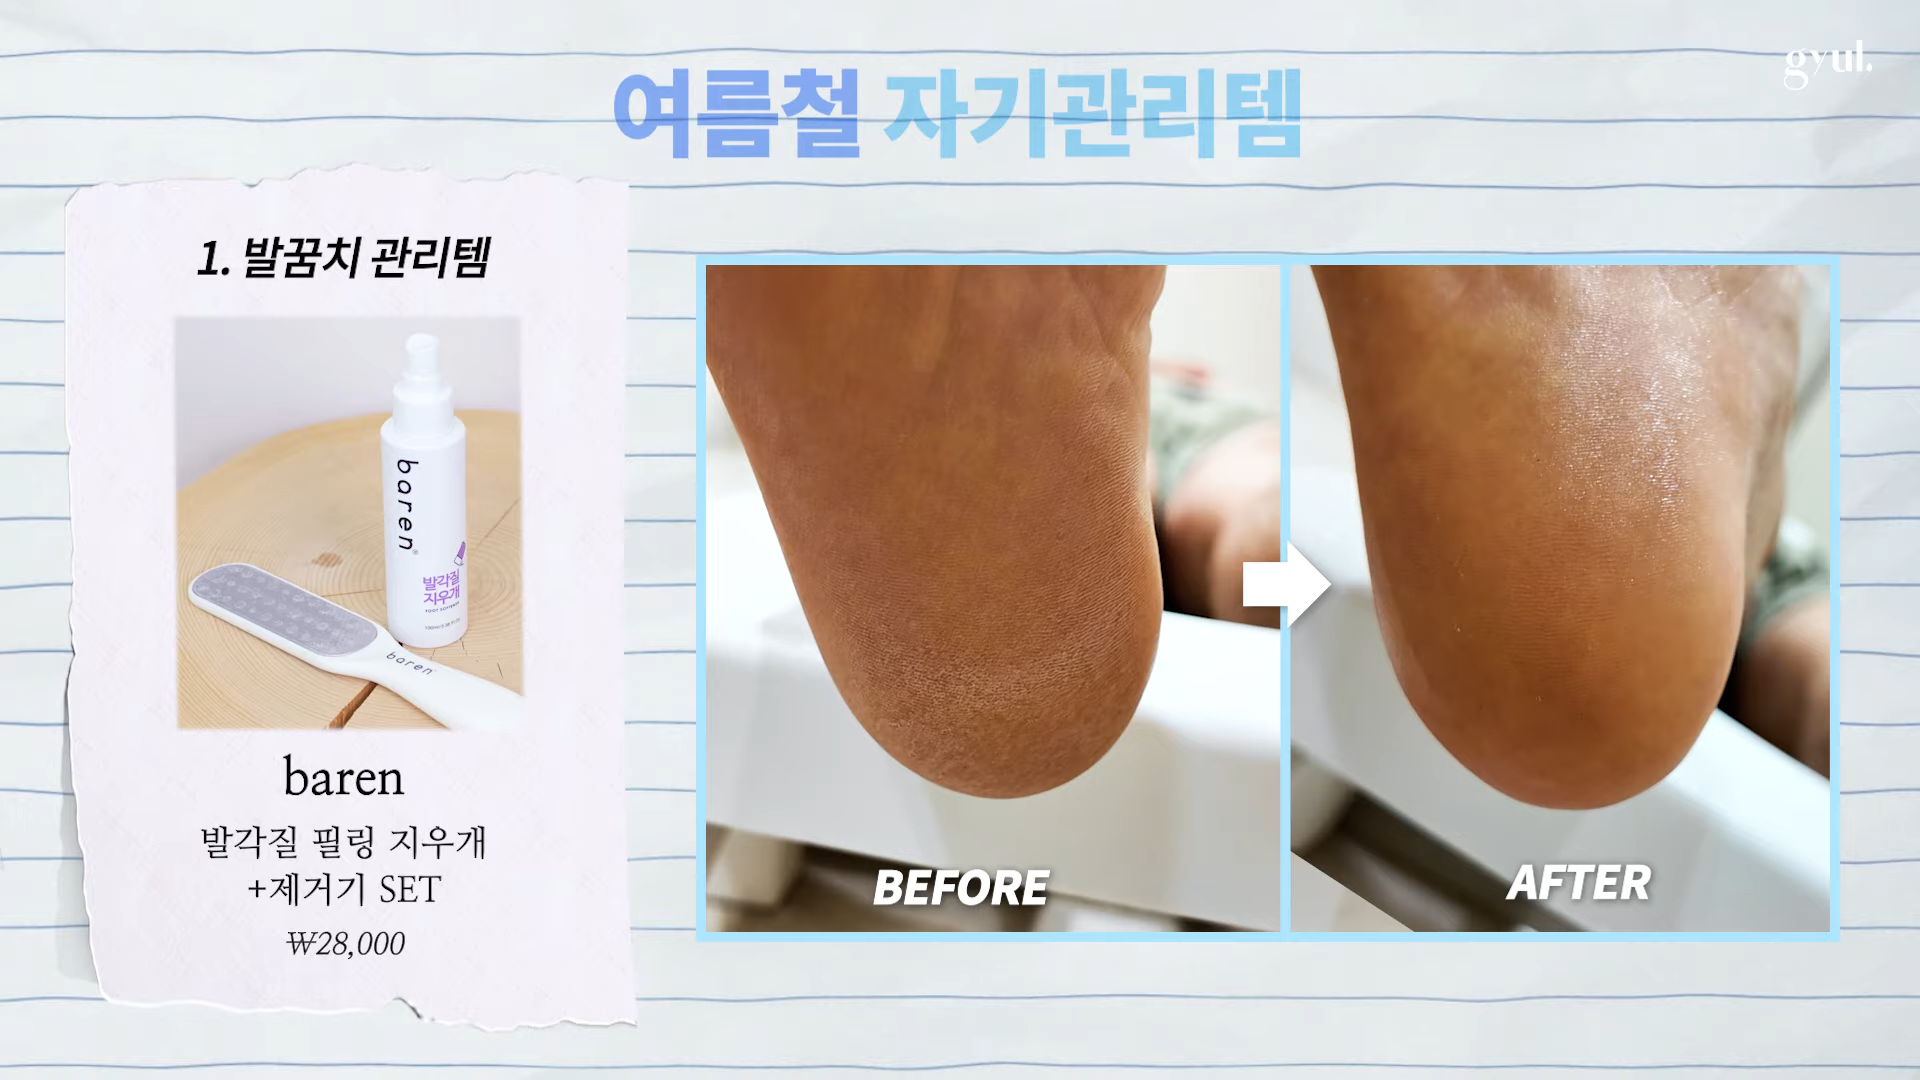 gyul.
여름철 자기관리템
1. 발꿈치 관리템
baren
발각질
지우개
baren
baren
발각질 필링 지우개
+제거기 SET
₩28,000
BEFORE
AFTER